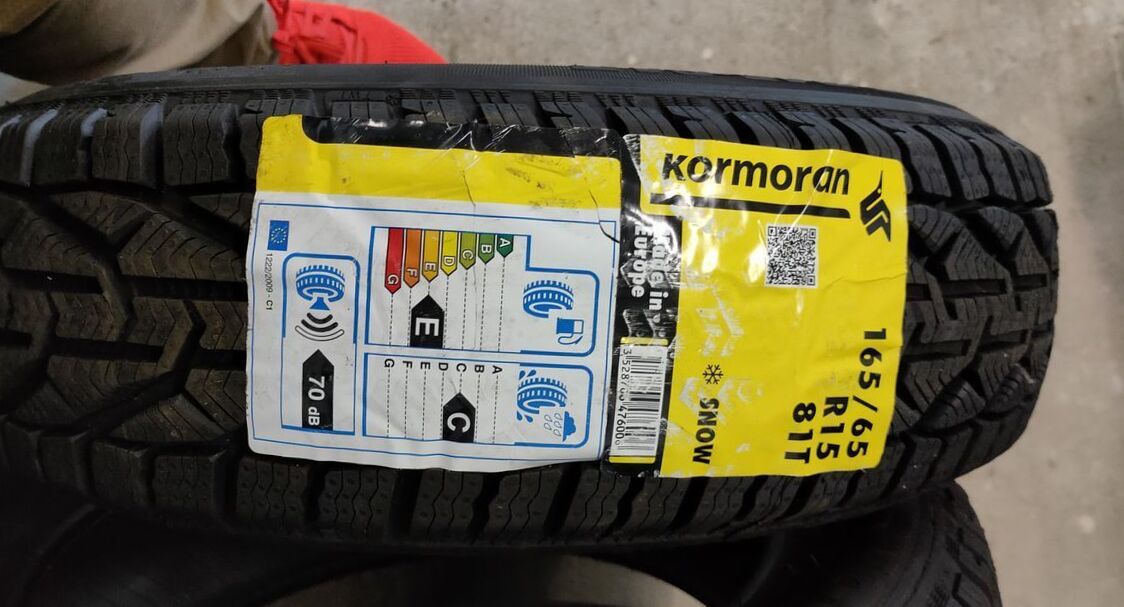 KORMORAN
Made in
Europe
165/65
R15
81T
SNOW
1222/2009 - C1
A
B
C
D
E
F
G
E
A
B
C
D
E
F
G
C
70 dB